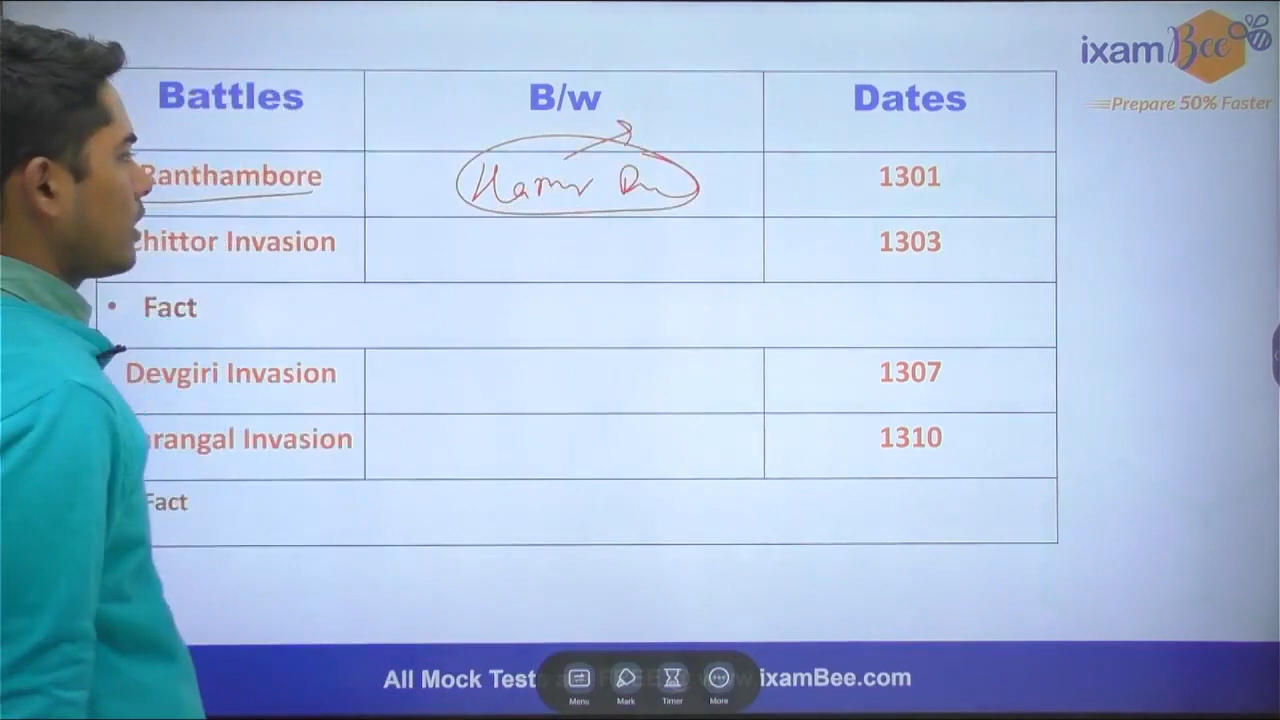 ixamBee
Prepare 50% Faster
Battles B/w Dates
Ranthambore 1301
Chittor Invasion 1303
• Fact
Devgiri Invasion 1307
rangal Invasion 1310
Fact
All Mock Test ixamBee.com
Menu Mark Timer More